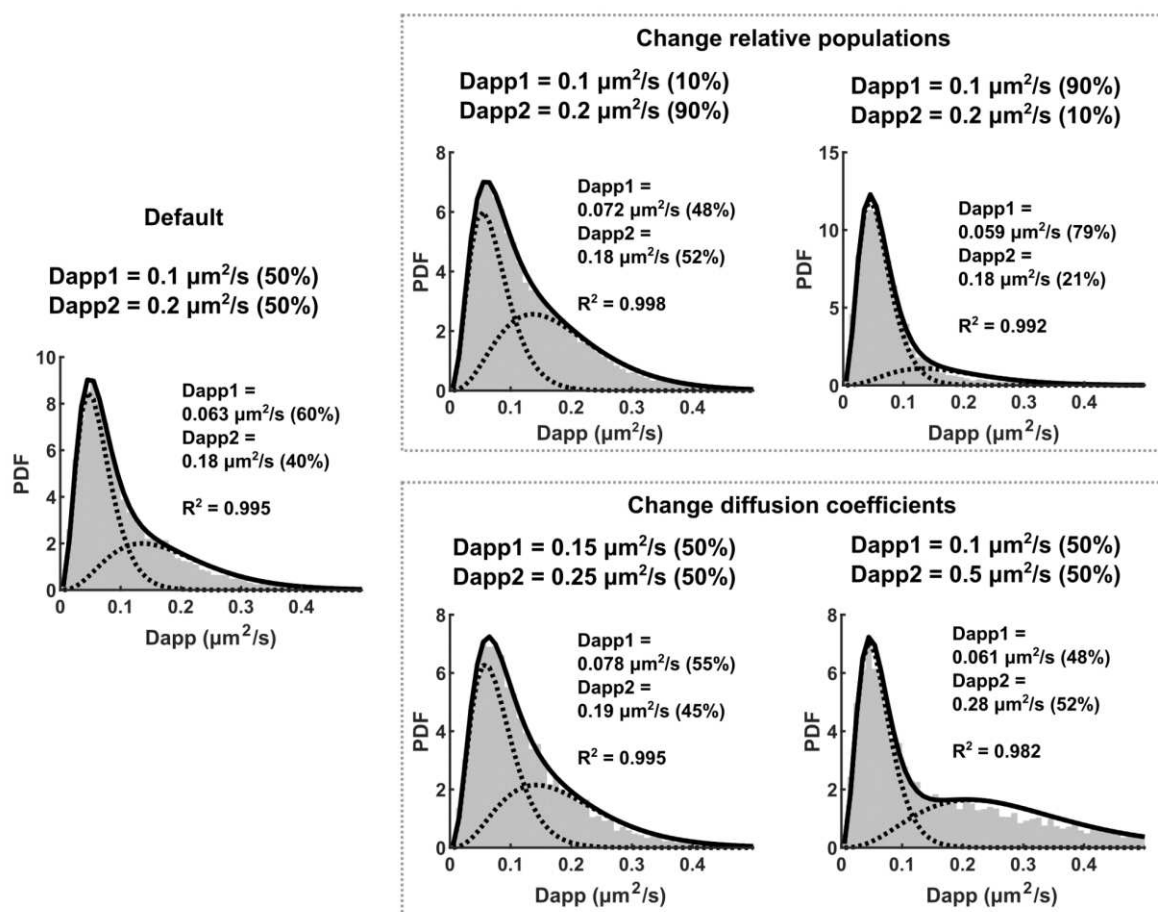 Default
Dapp1 = 0.1 µm²/s (50%)
Dapp2 = 0.2 µm²/s (50%)
10
8
6
4
2
0
PDF
Dapp1 =
0.063 µm²/s (60%)
Dapp2 =
0.18 µm²/s (40%)
R² = 0.995
0 0.1 0.2 0.3 0.4
Dapp (µm²/s)
Change relative populations
Dapp1 = 0.1 µm²/s (10%)
Dapp2 = 0.2 µm²/s (90%)
8
6
4
2
0
PDF
Dapp1 =
0.072 µm²/s (48%)
Dapp2 =
0.18 µm²/s (52%)
R² = 0.998
0 0.1 0.2 0.3 0.4
Dapp (µm²/s)
Dapp1 = 0.1 µm²/s (90%)
Dapp2 = 0.2 µm²/s (10%)
15
10
5
0
PDF
Dapp1 =
0.059 µm²/s (79%)
Dapp2 =
0.18 µm²/s (21%)
R² = 0.992
0 0.1 0.2 0.3 0.4
Dapp (µm²/s)
Change diffusion coefficients
Dapp1 = 0.15 µm²/s (50%)
Dapp2 = 0.25 µm²/s (50%)
8
6
4
2
0
PDF
Dapp1 =
0.078 µm²/s (55%)
Dapp2 =
0.19 µm²/s (45%)
R² = 0.995
0 0.1 0.2 0.3 0.4
Dapp (µm²/s)
Dapp1 = 0.1 µm²/s (50%)
Dapp2 = 0.5 µm²/s (50%)
8
6
4
2
0
PDF
Dapp1 =
0.061 µm²/s (48%)
Dapp2 =
0.28 µm²/s (52%)
R² = 0.982
0 0.1 0.2 0.3 0.4
Dapp (µm²/s)